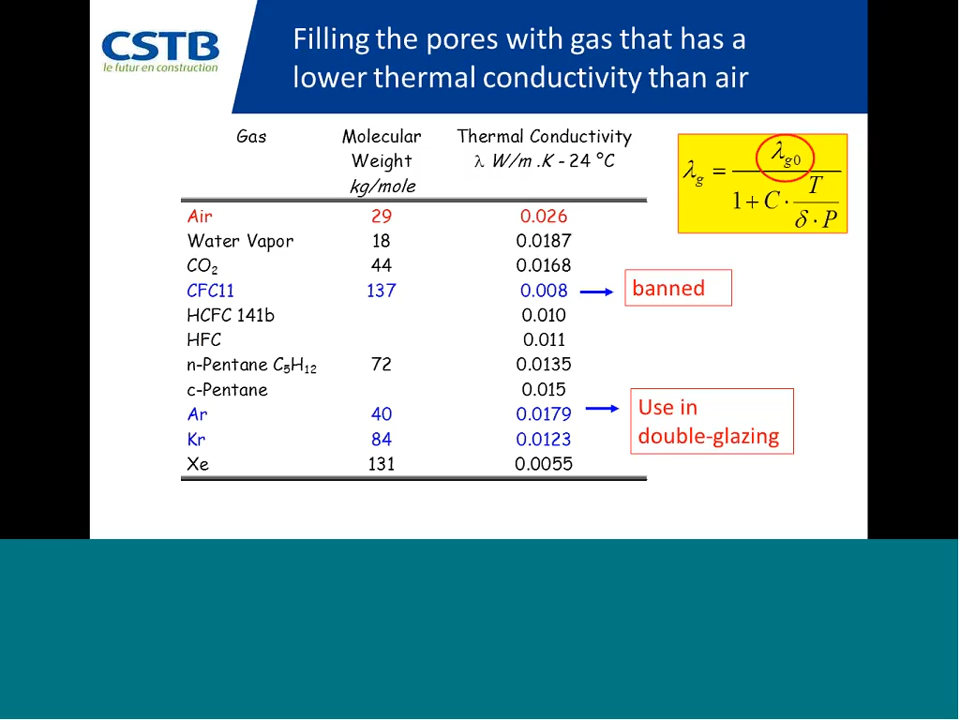 CSTB
le futur en construction
Filling the pores with gas that has a
lower thermal conductivity than air
Gas Molecular Weight kg/mole Thermal Conductivity λ W/m .K - 24 °C
Air 29 0.026
Water Vapor 18 0.0187
CO₂ 44 0.0168
CFC11 137 0.008
HCFC 141b 0.010
HFC 0.011
n-Pentane C₅H₁₂ 72 0.0135
c-Pentane 0.015
Ar 40 0.0179
Kr 84 0.0123
Xe 131 0.0055
λg = λg0 / (1 + C · T / (δ · P))
banned
Use in
double-glazing